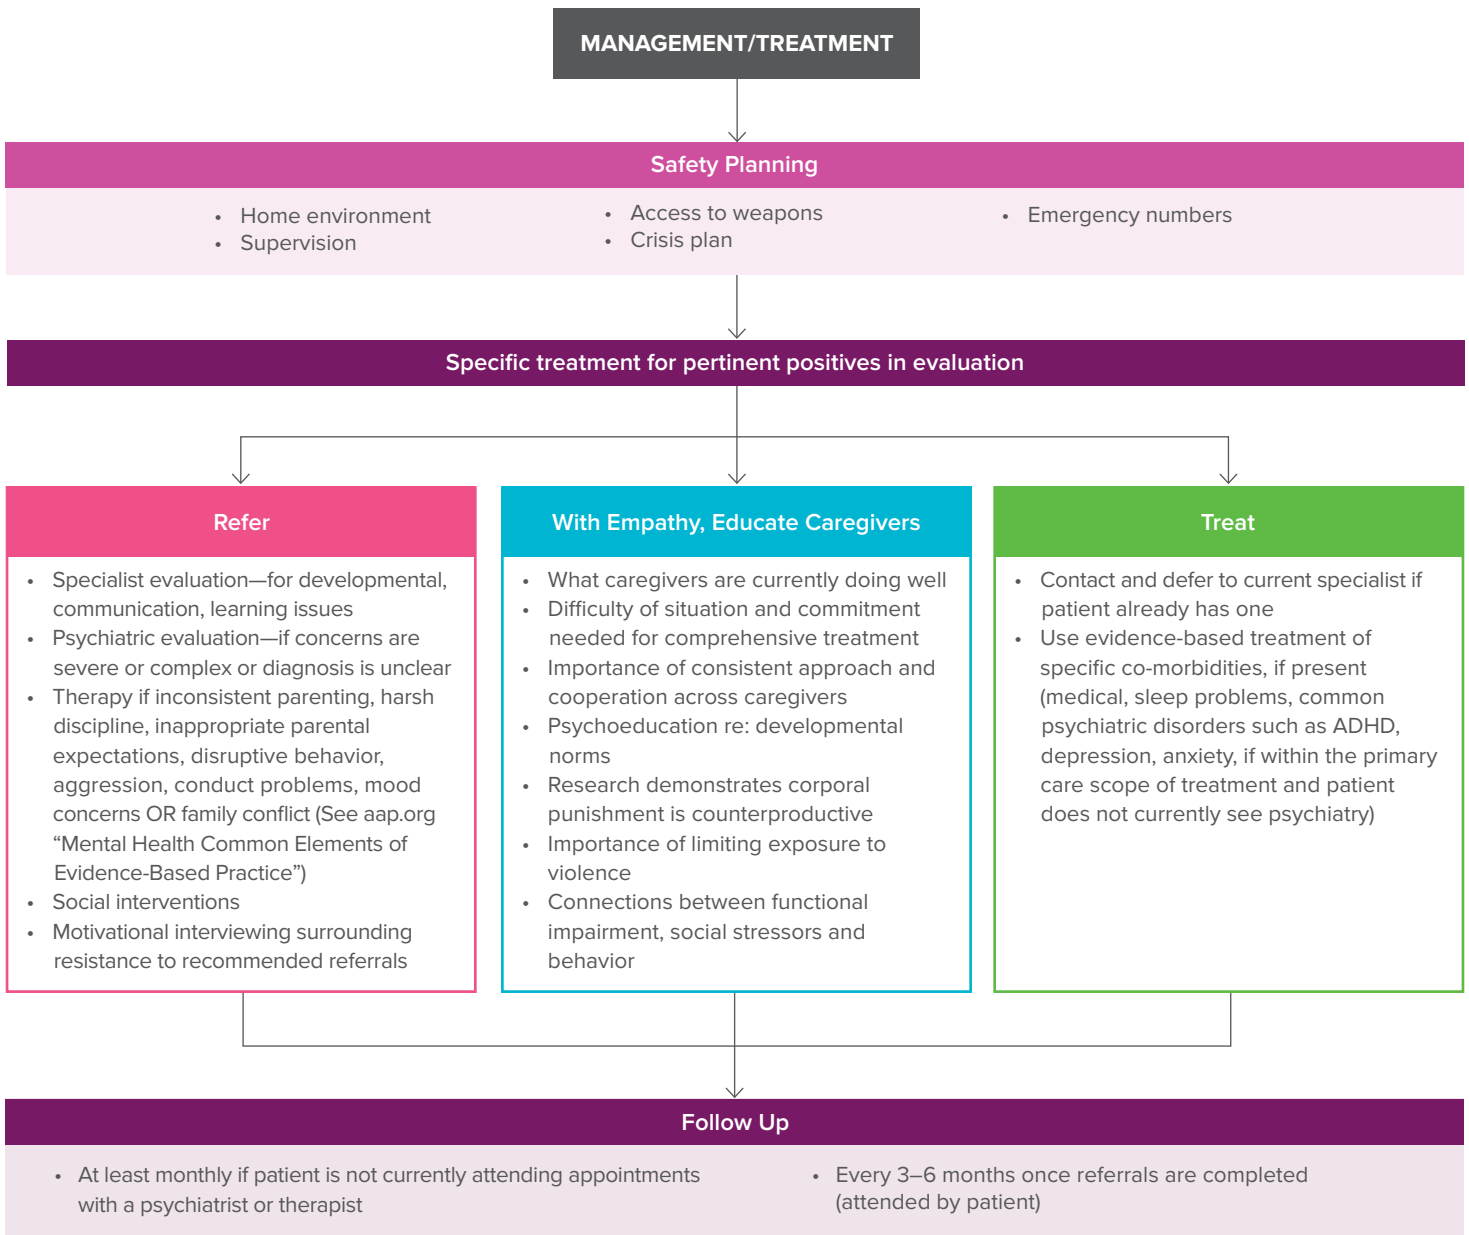 MANAGEMENT/TREATMENT
Safety Planning
• Home environment
• Supervision
• Access to weapons
• Crisis plan
• Emergency numbers
Specific treatment for pertinent positives in evaluation
Refer
• Specialist evaluation—for developmental,
communication, learning issues
• Psychiatric evaluation—if concerns are
severe or complex or diagnosis is unclear
• Therapy if inconsistent parenting, harsh
discipline, inappropriate parental
expectations, disruptive behavior,
aggression, conduct problems, mood
concerns OR family conflict (See aap.org
“Mental Health Common Elements of
Evidence-Based Practice”)
• Social interventions
• Motivational interviewing surrounding
resistance to recommended referrals
With Empathy, Educate Caregivers
• What caregivers are currently doing well
• Difficulty of situation and commitment
needed for comprehensive treatment
• Importance of consistent approach and
cooperation across caregivers
• Psychoeducation re: developmental
norms
• Research demonstrates corporal
punishment is counterproductive
• Importance of limiting exposure to
violence
• Connections between functional
impairment, social stressors and
behavior
Treat
• Contact and defer to current specialist if
patient already has one
• Use evidence-based treatment of
specific co-morbidities, if present
(medical, sleep problems, common
psychiatric disorders such as ADHD,
depression, anxiety, if within the primary
care scope of treatment and patient
does not currently see psychiatry)
Follow Up
• At least monthly if patient is not currently attending appointments
with a psychiatrist or therapist
• Every 3–6 months once referrals are completed
(attended by patient)